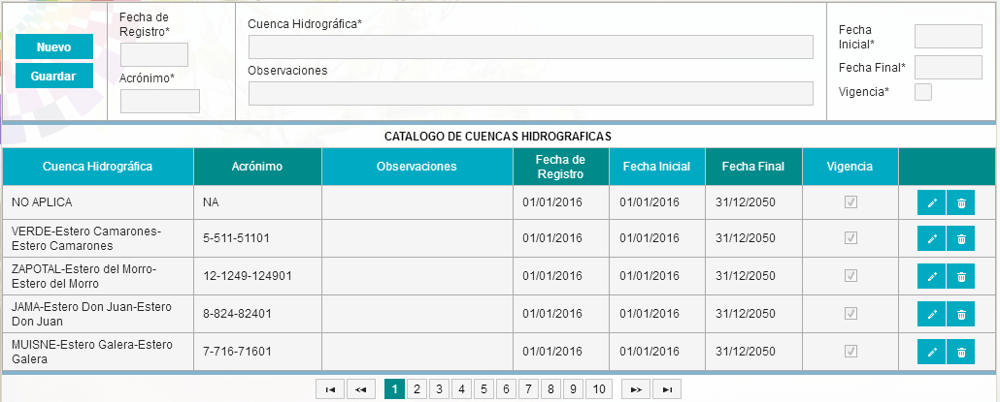 Nuevo
Guardar
Fecha de
Registro*
Acrónimo*
Cuenca Hidrográfica*
Observaciones
Fecha
Inicial*
Fecha Final*
Vigencia*
CATALOGO DE CUENCAS HIDROGRAFICAS
Cuenca Hidrográfica Acrónimo Observaciones Fecha de Registro Fecha Inicial Fecha Final Vigencia
NO APLICA NA 01/01/2016 01/01/2016 31/12/2050
VERDE-Estero Camarones-
Estero Camarones 5-511-51101 01/01/2016 01/01/2016 31/12/2050
ZAPOTAL-Estero del Morro-
Estero del Morro 12-1249-124901 01/01/2016 01/01/2016 31/12/2050
JAMA-Estero Don Juan-Estero
Don Juan 8-824-82401 01/01/2016 01/01/2016 31/12/2050
MUISNE-Estero Galera-Estero
Galera 7-716-71601 01/01/2016 01/01/2016 31/12/2050
1 2 3 4 5 6 7 8 9 10